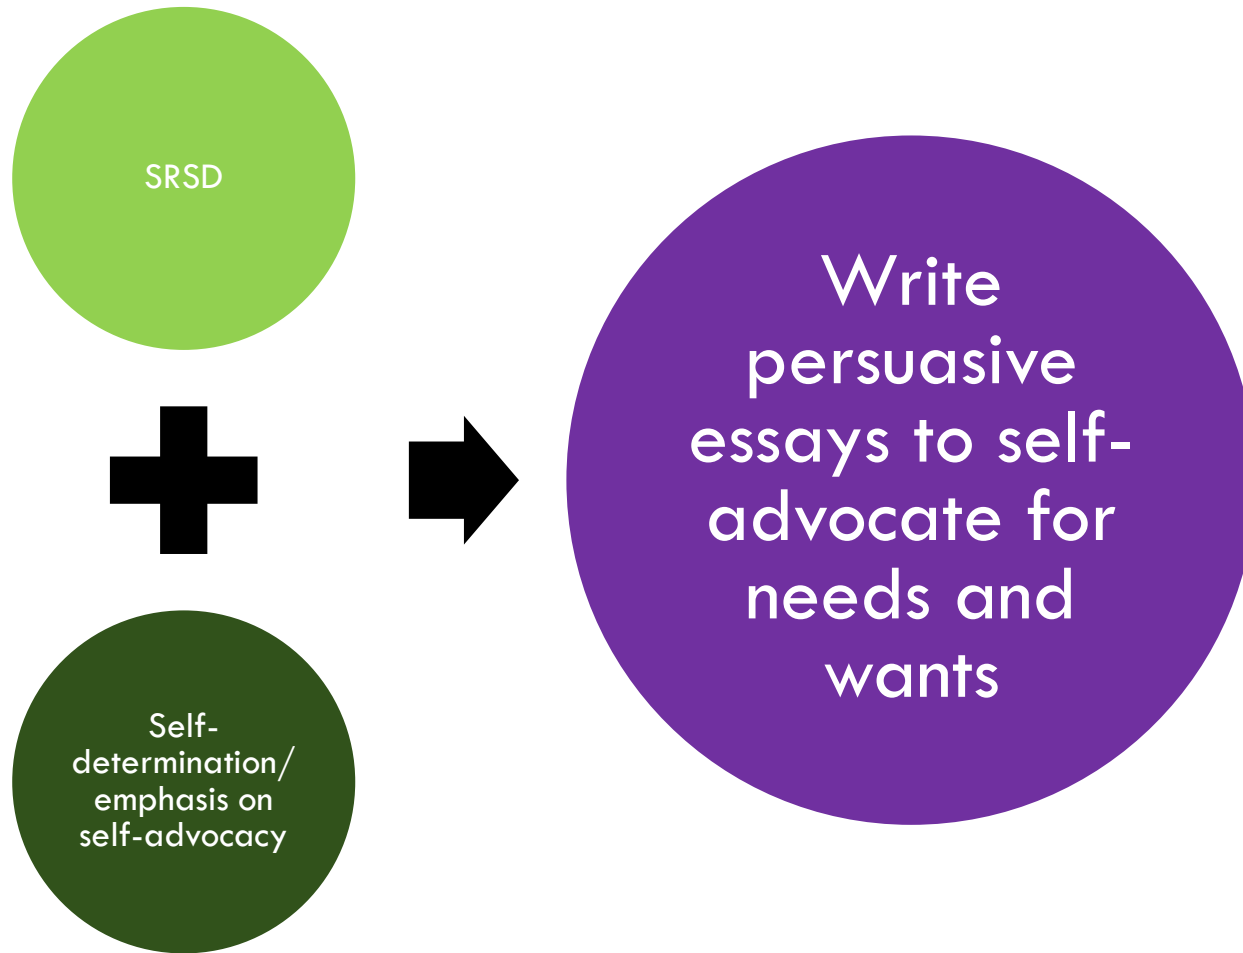 SRSD
Self-
determination/
emphasis on
self-advocacy
Write
persuasive
essays to self-
advocate for
needs and
wants